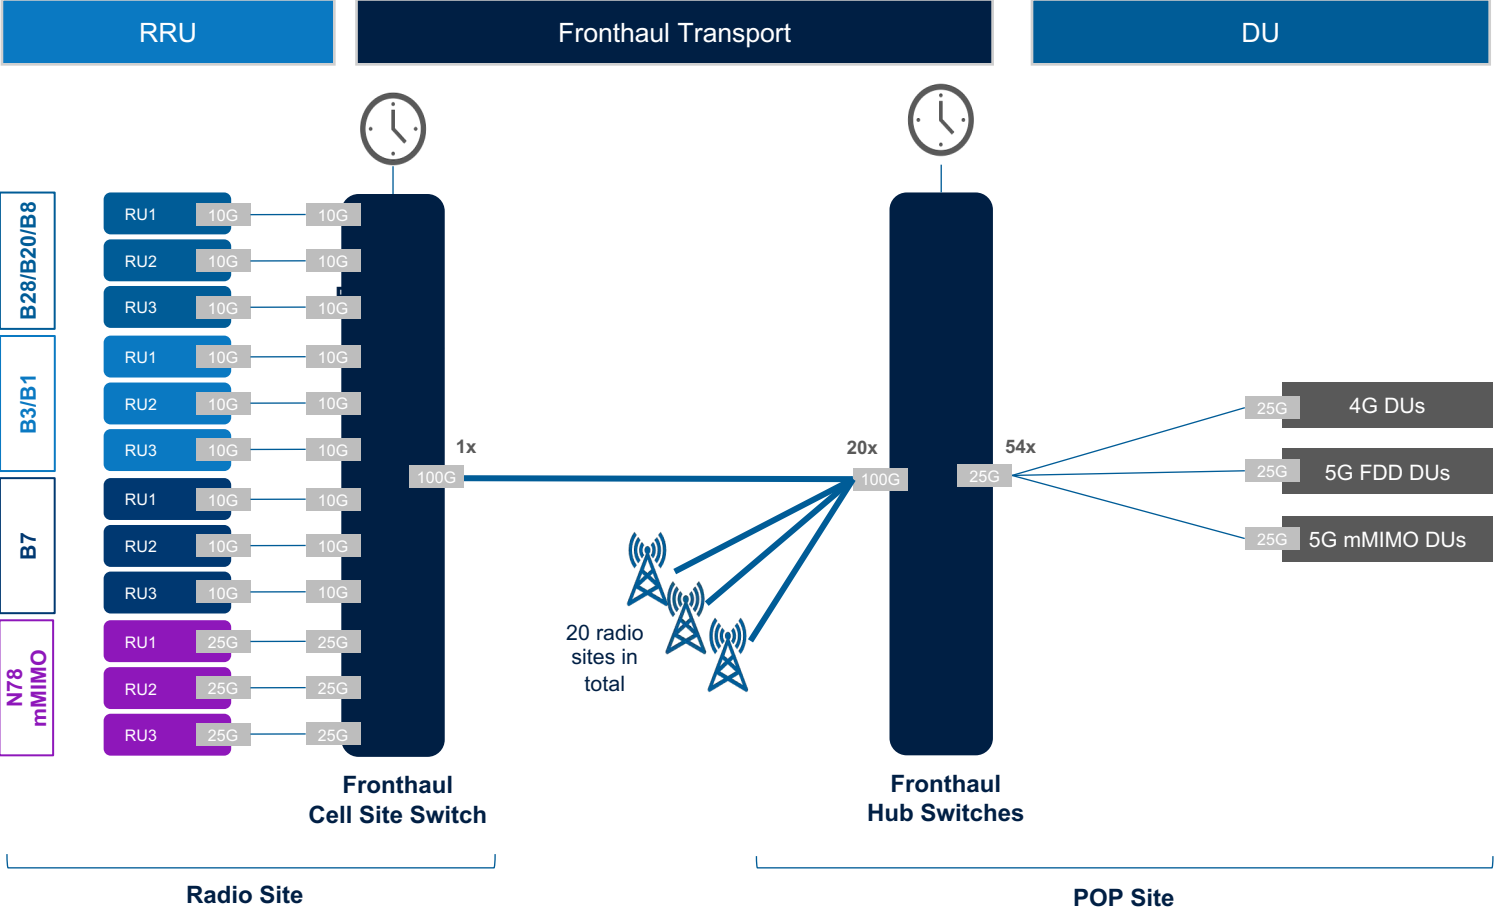 RRU
Fronthaul Transport
DU
B28/B20/B8
RU1 10G 10G
RU2 10G 10G
RU3 10G 10G
B3/B1
RU1 10G 10G
RU2 10G 10G
RU3 10G 10G
B7
RU1 10G 10G
RU2 10G 10G
RU3 10G 10G
N78
mMIMO
RU1 25G 25G
RU2 25G 25G
RU3 25G 25G
1x
100G
20x
100G
54x
25G
20 radio
sites in
total
25G 4G DUs
25G 5G FDD DUs
25G 5G mMIMO DUs
Fronthaul
Cell Site Switch
Fronthaul
Hub Switches
Radio Site
POP Site